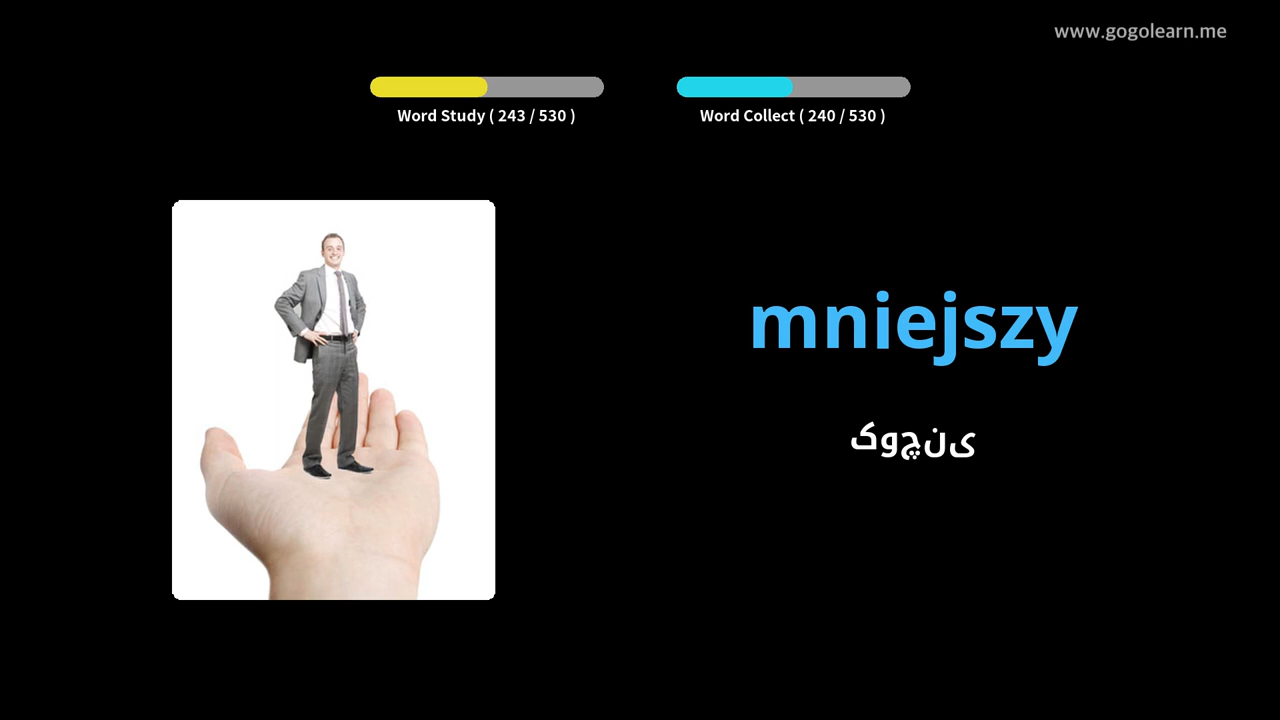 www.gogolearn.me
Word Study ( 243 / 530 )
Word Collect ( 240 / 530 )
mniejszy
کوچنی